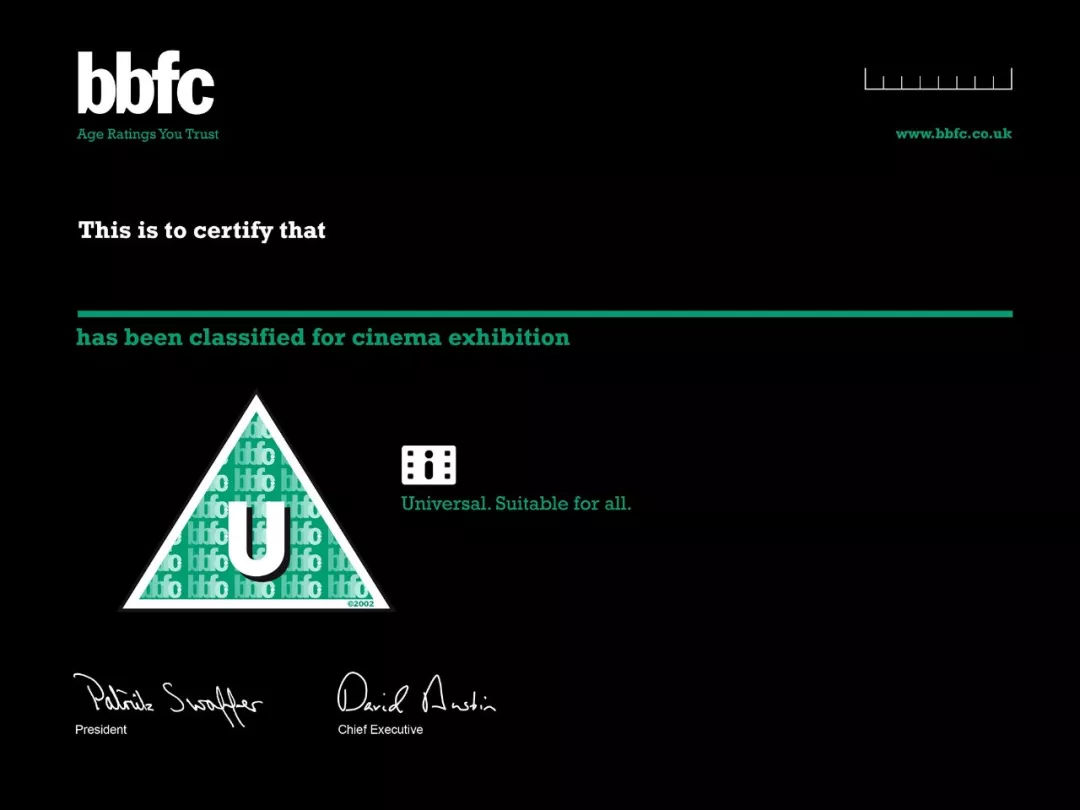 bbfc
Age Ratings You Trust
www.bbfc.co.uk
This is to certify that
has been classified for cinema exhibition
U
©2002
i
Universal. Suitable for all.
Patrick Swaffer
David Austin
President
Chief Executive